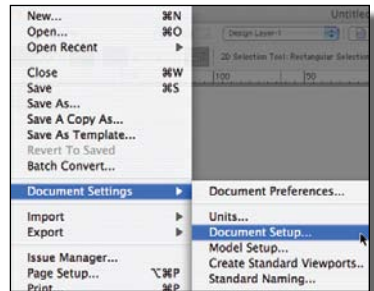 New... ⌘N
Open... ⌘O
Open Recent
Close ⌘W
Save ⌘S
Save As...
Save A Copy As...
Save As Template...
Revert To Saved
Batch Convert...
Document Settings
Import
Export
Issue Manager...
Page Setup... ⌥⌘P
Print... ⌘P
Untitle
Design Layer-1
2D Selection Tool: Rectangular Selection
100 50
Document Preferences...
Units...
Document Setup...
Model Setup...
Create Standard Viewports..
Standard Naming...